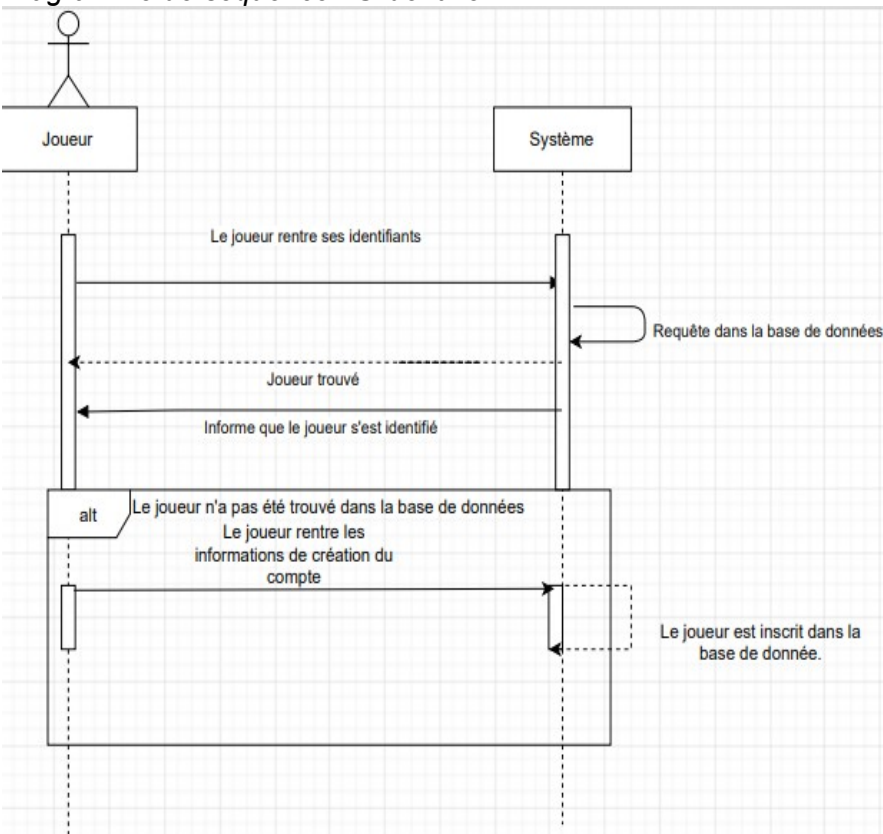 Joueur
Système
Le joueur rentre ses identifiants
Requête dans la base de données
Joueur trouvé
Informe que le joueur s'est identifié
alt
Le joueur n'a pas été trouvé dans la base de données
Le joueur rentre les
informations de création du
compte
Le joueur est inscrit dans la
base de donnée.